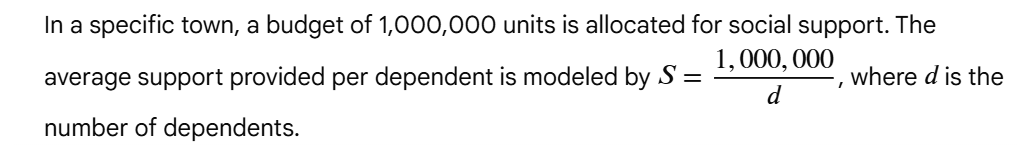 In a specific town, a budget of 1,000,000 units is allocated for social support. The
average support provided per dependent is modeled by S = \frac{1,000,000}{d}, where d is the
number of dependents.